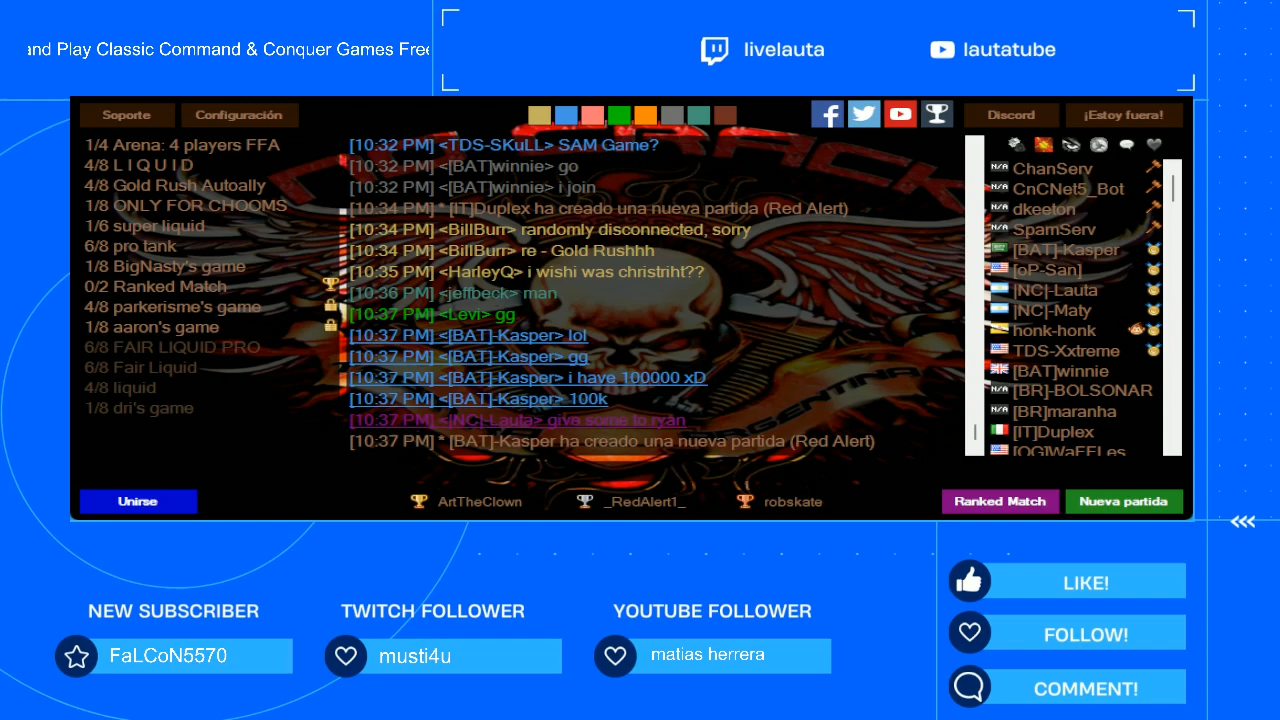 and Play Classic Command & Conquer Games Free
livelauta
lautatube
Soporte
Configuración
Discord
¡Estoy fuera!
1/4 Arena: 4 players FFA
4/8 L I Q U I D
4/8 Gold Rush Autoally
1/8 ONLY FOR CHOOMS
1/6 super liquid
6/8 pro tank
1/8 BigNasty's game
0/2 Ranked Match
4/8 parkerisme's game
1/8 aaron's game
6/8 FAIR LIQUID PRO
6/8 Fair Liquid
4/8 liquid
1/8 dri's game
[10:32 PM] <TDS-SKuLL> SAM Game?
[10:32 PM] <[BAT]winnie> go
[10:32 PM] <[BAT]winnie> i join
[10:34 PM] * [IT]Duplex ha creado una nueva partida (Red Alert)
[10:34 PM] <BillBurr> randomly disconnected, sorry
[10:34 PM] <BillBurr> re - Gold Rushhh
[10:35 PM] <HarleyQ> i wishi was christriht??
[10:36 PM] <jeffbeck> man
[10:37 PM] <Levi> gg
[10:37 PM] <[BAT]-Kasper> lol
[10:37 PM] <[BAT]-Kasper> gg
[10:37 PM] <[BAT]-Kasper> i have 100000 xD
[10:37 PM] <[BAT]-Kasper> 100k
[10:37 PM] <|NC|-Lauta> give some to ryan
[10:37 PM] * [BAT]-Kasper ha creado una nueva partida (Red Alert)
ARGENTINA
N/A ChanServ
N/A CnCNet5_Bot
N/A dkeeton
N/A SpamServ
[BAT]-Kasper
[oP-San]
|NC|-Lauta
|NC|-Maty
honk-honk
TDS-Xxtreme
[BAT]winnie
N/A [BR]-BOLSONAR
N/A [BR]maranha
[IT]Duplex
[OG]WaFFLes
Unirse
ArtTheClown
_RedAlert1_
robskate
Ranked Match
Nueva partida
NEW SUBSCRIBER
FaLCoN5570
TWITCH FOLLOWER
musti4u
YOUTUBE FOLLOWER
matias herrera
LIKE!
FOLLOW!
COMMENT!